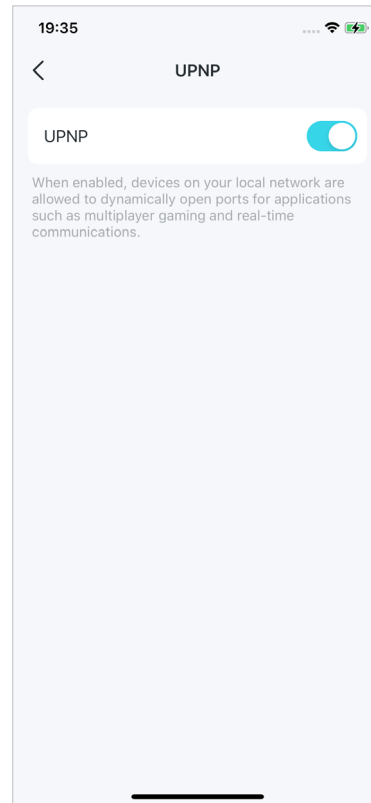 19:35
UPNP
UPNP
When enabled, devices on your local network are
allowed to dynamically open ports for applications
such as multiplayer gaming and real-time
communications.